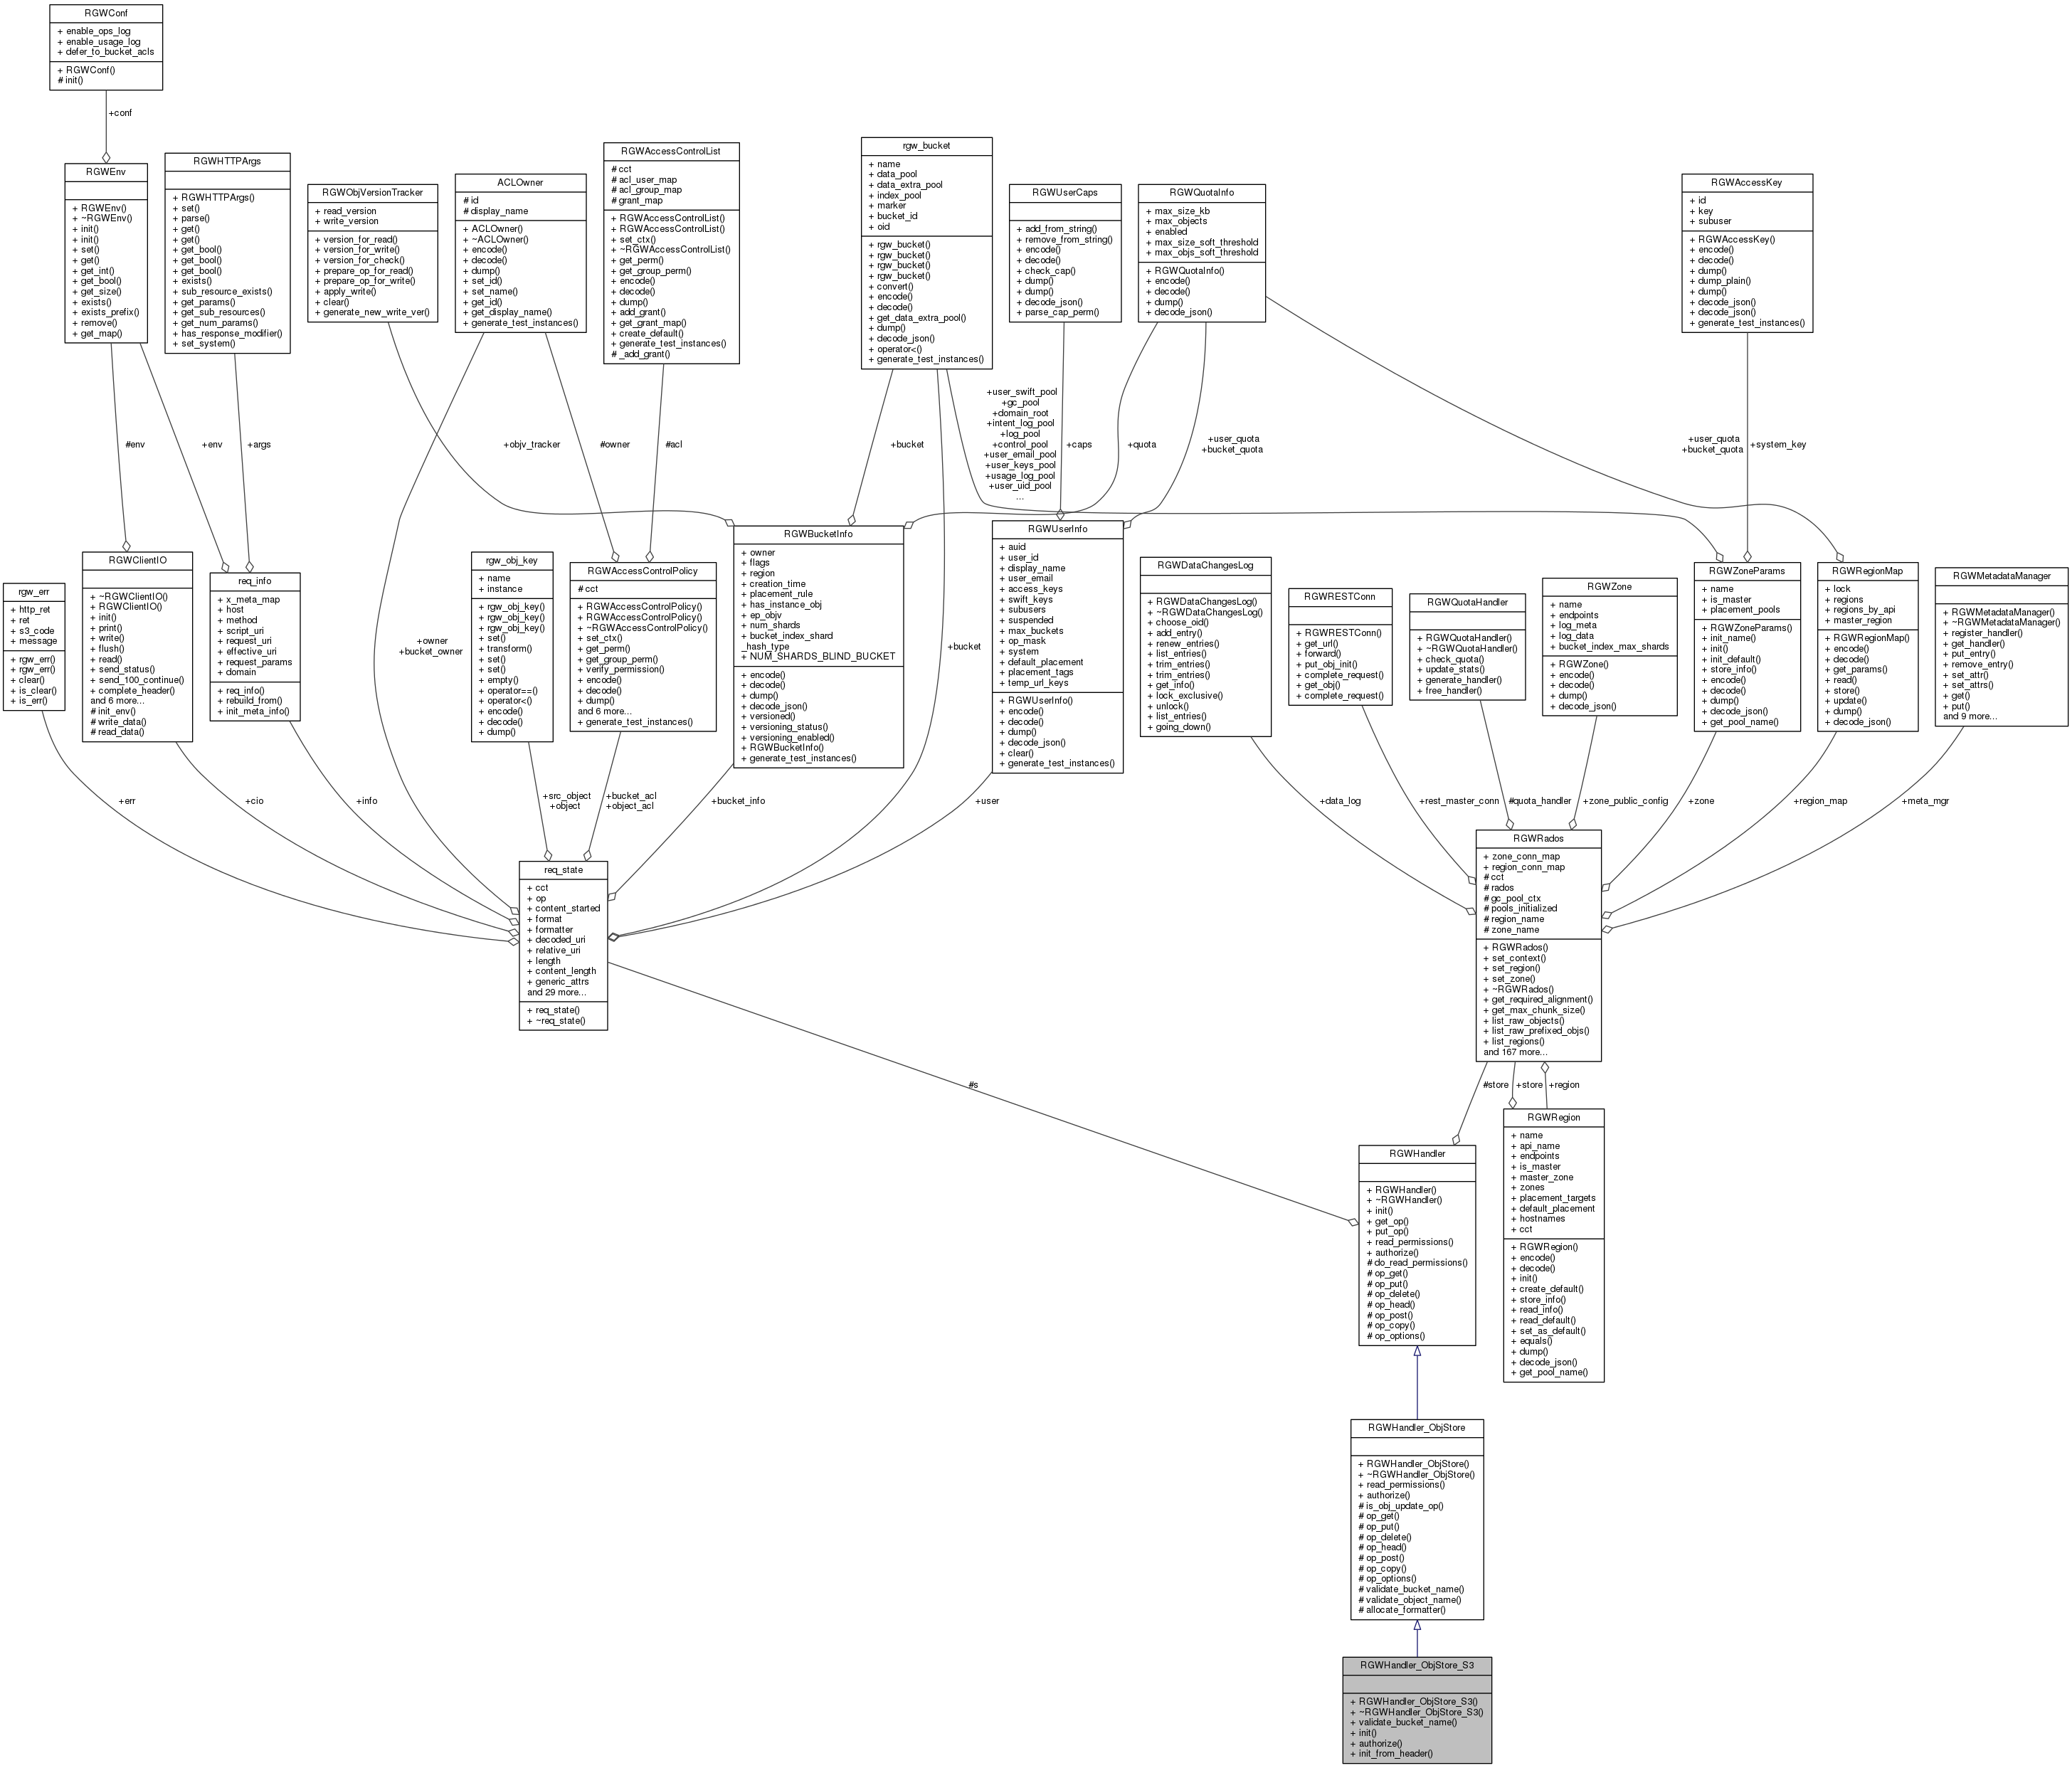 RGWConf
+ enable_ops_log
+ enable_usage_log
+ defer_to_bucket_acls
+ RGWConf()
# init()
+conf
RGWEnv
+ RGWEnv()
+ ~RGWEnv()
+ init()
+ init()
+ set()
+ get()
+ get_int()
+ get_bool()
+ get_size()
+ exists()
+ exists_prefix()
+ remove()
+ get_map()
RGWHTTPArgs
+ RGWHTTPArgs()
+ set()
+ parse()
+ get()
+ get()
+ get_bool()
+ get_bool()
+ get_bool()
+ exists()
+ sub_resource_exists()
+ get_params()
+ get_sub_resources()
+ get_num_params()
+ has_response_modifier()
+ set_system()
RGWObjVersionTracker
+ read_version
+ write_version
+ version_for_read()
+ version_for_write()
+ version_for_check()
+ prepare_op_for_read()
+ prepare_op_for_write()
+ apply_write()
+ clear()
+ generate_new_write_ver()
ACLOwner
# id
# display_name
+ ACLOwner()
+ ~ACLOwner()
+ encode()
+ decode()
+ dump()
+ set_id()
+ set_name()
+ get_id()
+ get_display_name()
+ generate_test_instances()
RGWAccessControlList
# cct
# acl_user_map
# acl_group_map
# grant_map
+ RGWAccessControlList()
+ RGWAccessControlList()
+ set_ctx()
+ ~RGWAccessControlList()
+ get_perm()
+ get_group_perm()
+ encode()
+ decode()
+ dump()
+ add_grant()
+ get_grant_map()
+ create_default()
+ generate_test_instances()
# _add_grant()
rgw_bucket
+ name
+ data_pool
+ data_extra_pool
+ index_pool
+ marker
+ bucket_id
+ oid
+ rgw_bucket()
+ rgw_bucket()
+ rgw_bucket()
+ rgw_bucket()
+ convert()
+ encode()
+ decode()
+ get_data_extra_pool()
+ dump()
+ decode_json()
+ operator<()
+ generate_test_instances()
RGWUserCaps
+ add_from_string()
+ remove_from_string()
+ encode()
+ decode()
+ check_cap()
+ dump()
+ dump()
+ decode_json()
+ parse_cap_perm()
RGWQuotaInfo
+ max_size_kb
+ max_objects
+ enabled
+ max_size_soft_threshold
+ max_objs_soft_threshold
+ RGWQuotaInfo()
+ encode()
+ decode()
+ dump()
+ decode_json()
RGWAccessKey
+ id
+ key
+ subuser
+ RGWAccessKey()
+ encode()
+ decode()
+ dump()
+ dump_plain()
+ dump()
+ decode_json()
+ decode_json()
+ generate_test_instances()
#env
+env
+args
+objv_tracker
#owner
#acl
+bucket
+user_swift_pool
+gc_pool
+domain_root
+intent_log_pool
+log_pool
+control_pool
+user_email_pool
+user_keys_pool
+usage_log_pool
+user_uid_pool
...
+caps
+quota
+user_quota
+bucket_quota
+user_quota
+bucket_quota
+system_key
rgw_err
+ http_ret
+ ret
+ s3_code
+ message
+ rgw_err()
+ rgw_err()
+ clear()
+ is_clear()
+ is_err()
RGWClientIO
+ ~RGWClientIO()
+ RGWClientIO()
+ init()
+ print()
+ write()
+ flush()
+ read()
+ send_status()
+ send_100_continue()
+ complete_header()
and 6 more...
# init_env()
# write_data()
# read_data()
req_info
+ x_meta_map
+ host
+ method
+ script_uri
+ request_uri
+ effective_uri
+ request_params
+ domain
+ req_info()
+ rebuild_from()
+ init_meta_info()
+owner
+bucket_owner
rgw_obj_key
+ name
+ instance
+ rgw_obj_key()
+ rgw_obj_key()
+ rgw_obj_key()
+ set()
+ transform()
+ set()
+ set()
+ empty()
+ operator==()
+ operator<()
+ encode()
+ decode()
+ dump()
RGWAccessControlPolicy
# cct
+ RGWAccessControlPolicy()
+ RGWAccessControlPolicy()
+ ~RGWAccessControlPolicy()
+ set_ctx()
+ get_perm()
+ get_group_perm()
+ verify_permission()
+ encode()
+ decode()
+ dump()
and 6 more...
+ generate_test_instances()
RGWBucketInfo
+ owner
+ flags
+ region
+ creation_time
+ placement_rule
+ has_instance_obj
+ ep_objv
+ num_shards
+ bucket_index_shard
_hash_type
+ NUM_SHARDS_BLIND_BUCKET
+ encode()
+ decode()
+ dump()
+ decode_json()
+ versioned()
+ versioning_status()
+ versioning_enabled()
+ RGWBucketInfo()
+ generate_test_instances()
+bucket
RGWUserInfo
+ auid
+ user_id
+ display_name
+ user_email
+ access_keys
+ swift_keys
+ subusers
+ suspended
+ max_buckets
+ op_mask
+ system
+ default_placement
+ placement_tags
+ temp_url_keys
+ RGWUserInfo()
+ encode()
+ decode()
+ dump()
+ decode_json()
+ clear()
+ generate_test_instances()
RGWDataChangesLog
+ RGWDataChangesLog()
+ ~RGWDataChangesLog()
+ choose_oid()
+ add_entry()
+ renew_entries()
+ list_entries()
+ trim_entries()
+ trim_entries()
+ get_info()
+ lock_exclusive()
+ unlock()
+ list_entries()
+ going_down()
RGWRESTConn
+ RGWRESTConn()
+ get_url()
+ forward()
+ put_obj_init()
+ complete_request()
+ get_obj()
+ complete_request()
RGWQuotaHandler
+ RGWQuotaHandler()
+ ~RGWQuotaHandler()
+ check_quota()
+ update_stats()
+ generate_handler()
+ free_handler()
RGWZone
+ name
+ endpoints
+ log_meta
+ log_data
+ bucket_index_max_shards
+ RGWZone()
+ encode()
+ decode()
+ dump()
+ decode_json()
RGWZoneParams
+ name
+ is_master
+ placement_pools
+ RGWZoneParams()
+ init_name()
+ init()
+ init_default()
+ store_info()
+ encode()
+ decode()
+ dump()
+ decode_json()
+ get_pool_name()
RGWRegionMap
+ lock
+ regions
+ regions_by_api
+ master_region
+ RGWRegionMap()
+ encode()
+ decode()
+ get_params()
+ read()
+ store()
+ update()
+ dump()
+ decode_json()
RGWMetadataManager
+ RGWMetadataManager()
+ ~RGWMetadataManager()
+ register_handler()
+ get_handler()
+ put_entry()
+ remove_entry()
+ set_attr()
+ set_attrs()
+ get()
+ put()
and 9 more...
+err
+cio
+info
+src_object
+object
+bucket_acl
+object_acl
+bucket_info
+user
+data_log
+rest_master_conn
#quota_handler
+zone_public_config
+zone
+region_map
+meta_mgr
req_state
+ cct
+ op
+ content_started
+ format
+ formatter
+ decoded_uri
+ relative_uri
+ length
+ content_length
+ generic_attrs
and 29 more...
+ req_state()
+ ~req_state()
RGWRados
+ zone_conn_map
+ region_conn_map
# cct
# rados
# gc_pool_ctx
# pools_initialized
# region_name
# zone_name
+ RGWRados()
+ set_context()
+ set_region()
+ set_zone()
+ ~RGWRados()
+ get_required_alignment()
+ get_max_chunk_size()
+ list_raw_objects()
+ list_raw_prefixed_objs()
+ list_regions()
and 167 more...
#s
#store
+store
+region
RGWHandler
+ RGWHandler()
+ ~RGWHandler()
+ init()
+ get_op()
+ put_op()
+ read_permissions()
+ authorize()
# do_read_permissions()
# op_get()
# op_put()
# op_delete()
# op_head()
# op_post()
# op_copy()
# op_options()
RGWRegion
+ name
+ api_name
+ endpoints
+ is_master
+ master_zone
+ zones
+ placement_targets
+ default_placement
+ hostnames
+ cct
+ RGWRegion()
+ encode()
+ decode()
+ init()
+ create_default()
+ store_info()
+ read_info()
+ read_default()
+ set_as_default()
+ equals()
+ dump()
+ decode_json()
+ get_pool_name()
RGWHandler_ObjStore
+ RGWHandler_ObjStore()
+ ~RGWHandler_ObjStore()
+ read_permissions()
+ authorize()
# is_obj_update_op()
# op_get()
# op_put()
# op_delete()
# op_head()
# op_post()
# op_copy()
# op_options()
# validate_bucket_name()
# validate_object_name()
# allocate_formatter()
RGWHandler_ObjStore_S3
+ RGWHandler_ObjStore_S3()
+ ~RGWHandler_ObjStore_S3()
+ validate_bucket_name()
+ init()
+ authorize()
+ init_from_header()